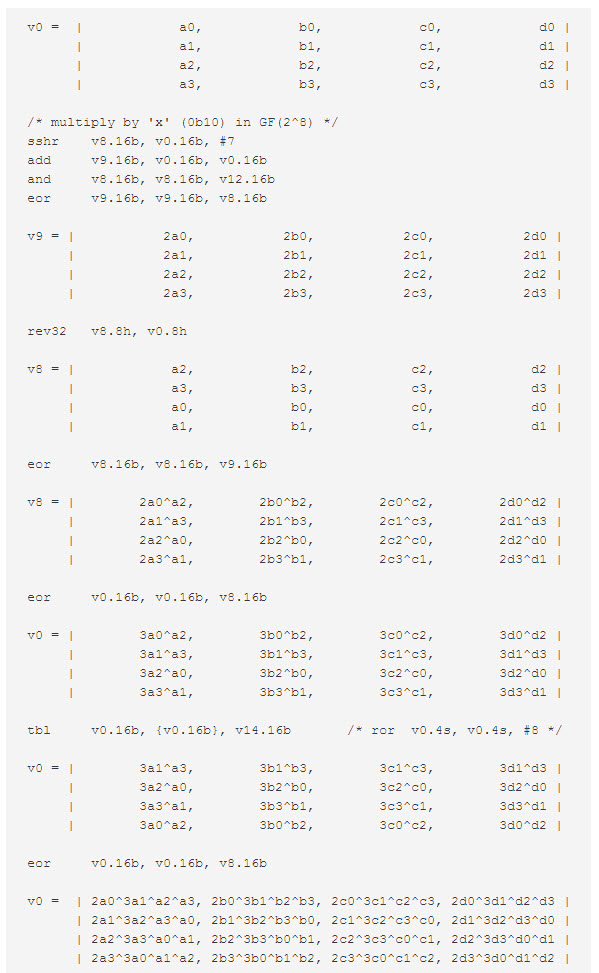 v0 = | a0, b0, c0, d0 |
| a1, b1, c1, d1 |
| a2, b2, c2, d2 |
| a3, b3, c3, d3 |
/* multiply by 'x' (0b10) in GF(2^8) */
sshr v8.16b, v0.16b, #7
add v9.16b, v0.16b, v0.16b
and v8.16b, v8.16b, v12.16b
eor v9.16b, v9.16b, v8.16b
v9 = | 2a0, 2b0, 2c0, 2d0 |
| 2a1, 2b1, 2c1, 2d1 |
| 2a2, 2b2, 2c2, 2d2 |
| 2a3, 2b3, 2c3, 2d3 |
rev32 v8.8h, v0.8h
v8 = | a2, b2, c2, d2 |
| a3, b3, c3, d3 |
| a0, b0, c0, d0 |
| a1, b1, c1, d1 |
eor v8.16b, v8.16b, v9.16b
v8 = | 2a0^a2, 2b0^b2, 2c0^c2, 2d0^d2 |
| 2a1^a3, 2b1^b3, 2c1^c3, 2d1^d3 |
| 2a2^a0, 2b2^b0, 2c2^c0, 2d2^d0 |
| 2a3^a1, 2b3^b1, 2c3^c1, 2d3^d1 |
eor v0.16b, v0.16b, v8.16b
v0 = | 3a0^a2, 3b0^b2, 3c0^c2, 3d0^d2 |
| 3a1^a3, 3b1^b3, 3c1^c3, 3d1^d3 |
| 3a2^a0, 3b2^b0, 3c2^c0, 3d2^d0 |
| 3a3^a1, 3b3^b1, 3c3^c1, 3d3^d1 |
tbl v0.16b, {v0.16b}, v14.16b /* ror v0.4s, v0.4s, #8 */
v0 = | 3a1^a3, 3b1^b3, 3c1^c3, 3d1^d3 |
| 3a2^a0, 3b2^b0, 3c2^c0, 3d2^d0 |
| 3a3^a1, 3b3^b1, 3c3^c1, 3d3^d1 |
| 3a0^a2, 3b0^b2, 3c0^c2, 3d0^d2 |
eor v0.16b, v0.16b, v8.16b
v0 = | 2a0^3a1^a2^a3, 2b0^3b1^b2^b3, 2c0^3c1^c2^c3, 2d0^3d1^d2^d3 |
| 2a1^3a2^a3^a0, 2b1^3b2^b3^b0, 2c1^3c2^c3^c0, 2d1^3d2^d3^d0 |
| 2a2^3a3^a0^a1, 2b2^3b3^b0^b1, 2c2^3c3^c0^c1, 2d2^3d3^d0^d1 |
| 2a3^3a0^a1^a2, 2b3^3b0^b1^b2, 2c3^3c0^c1^c2, 2d3^3d0^d1^d2 |